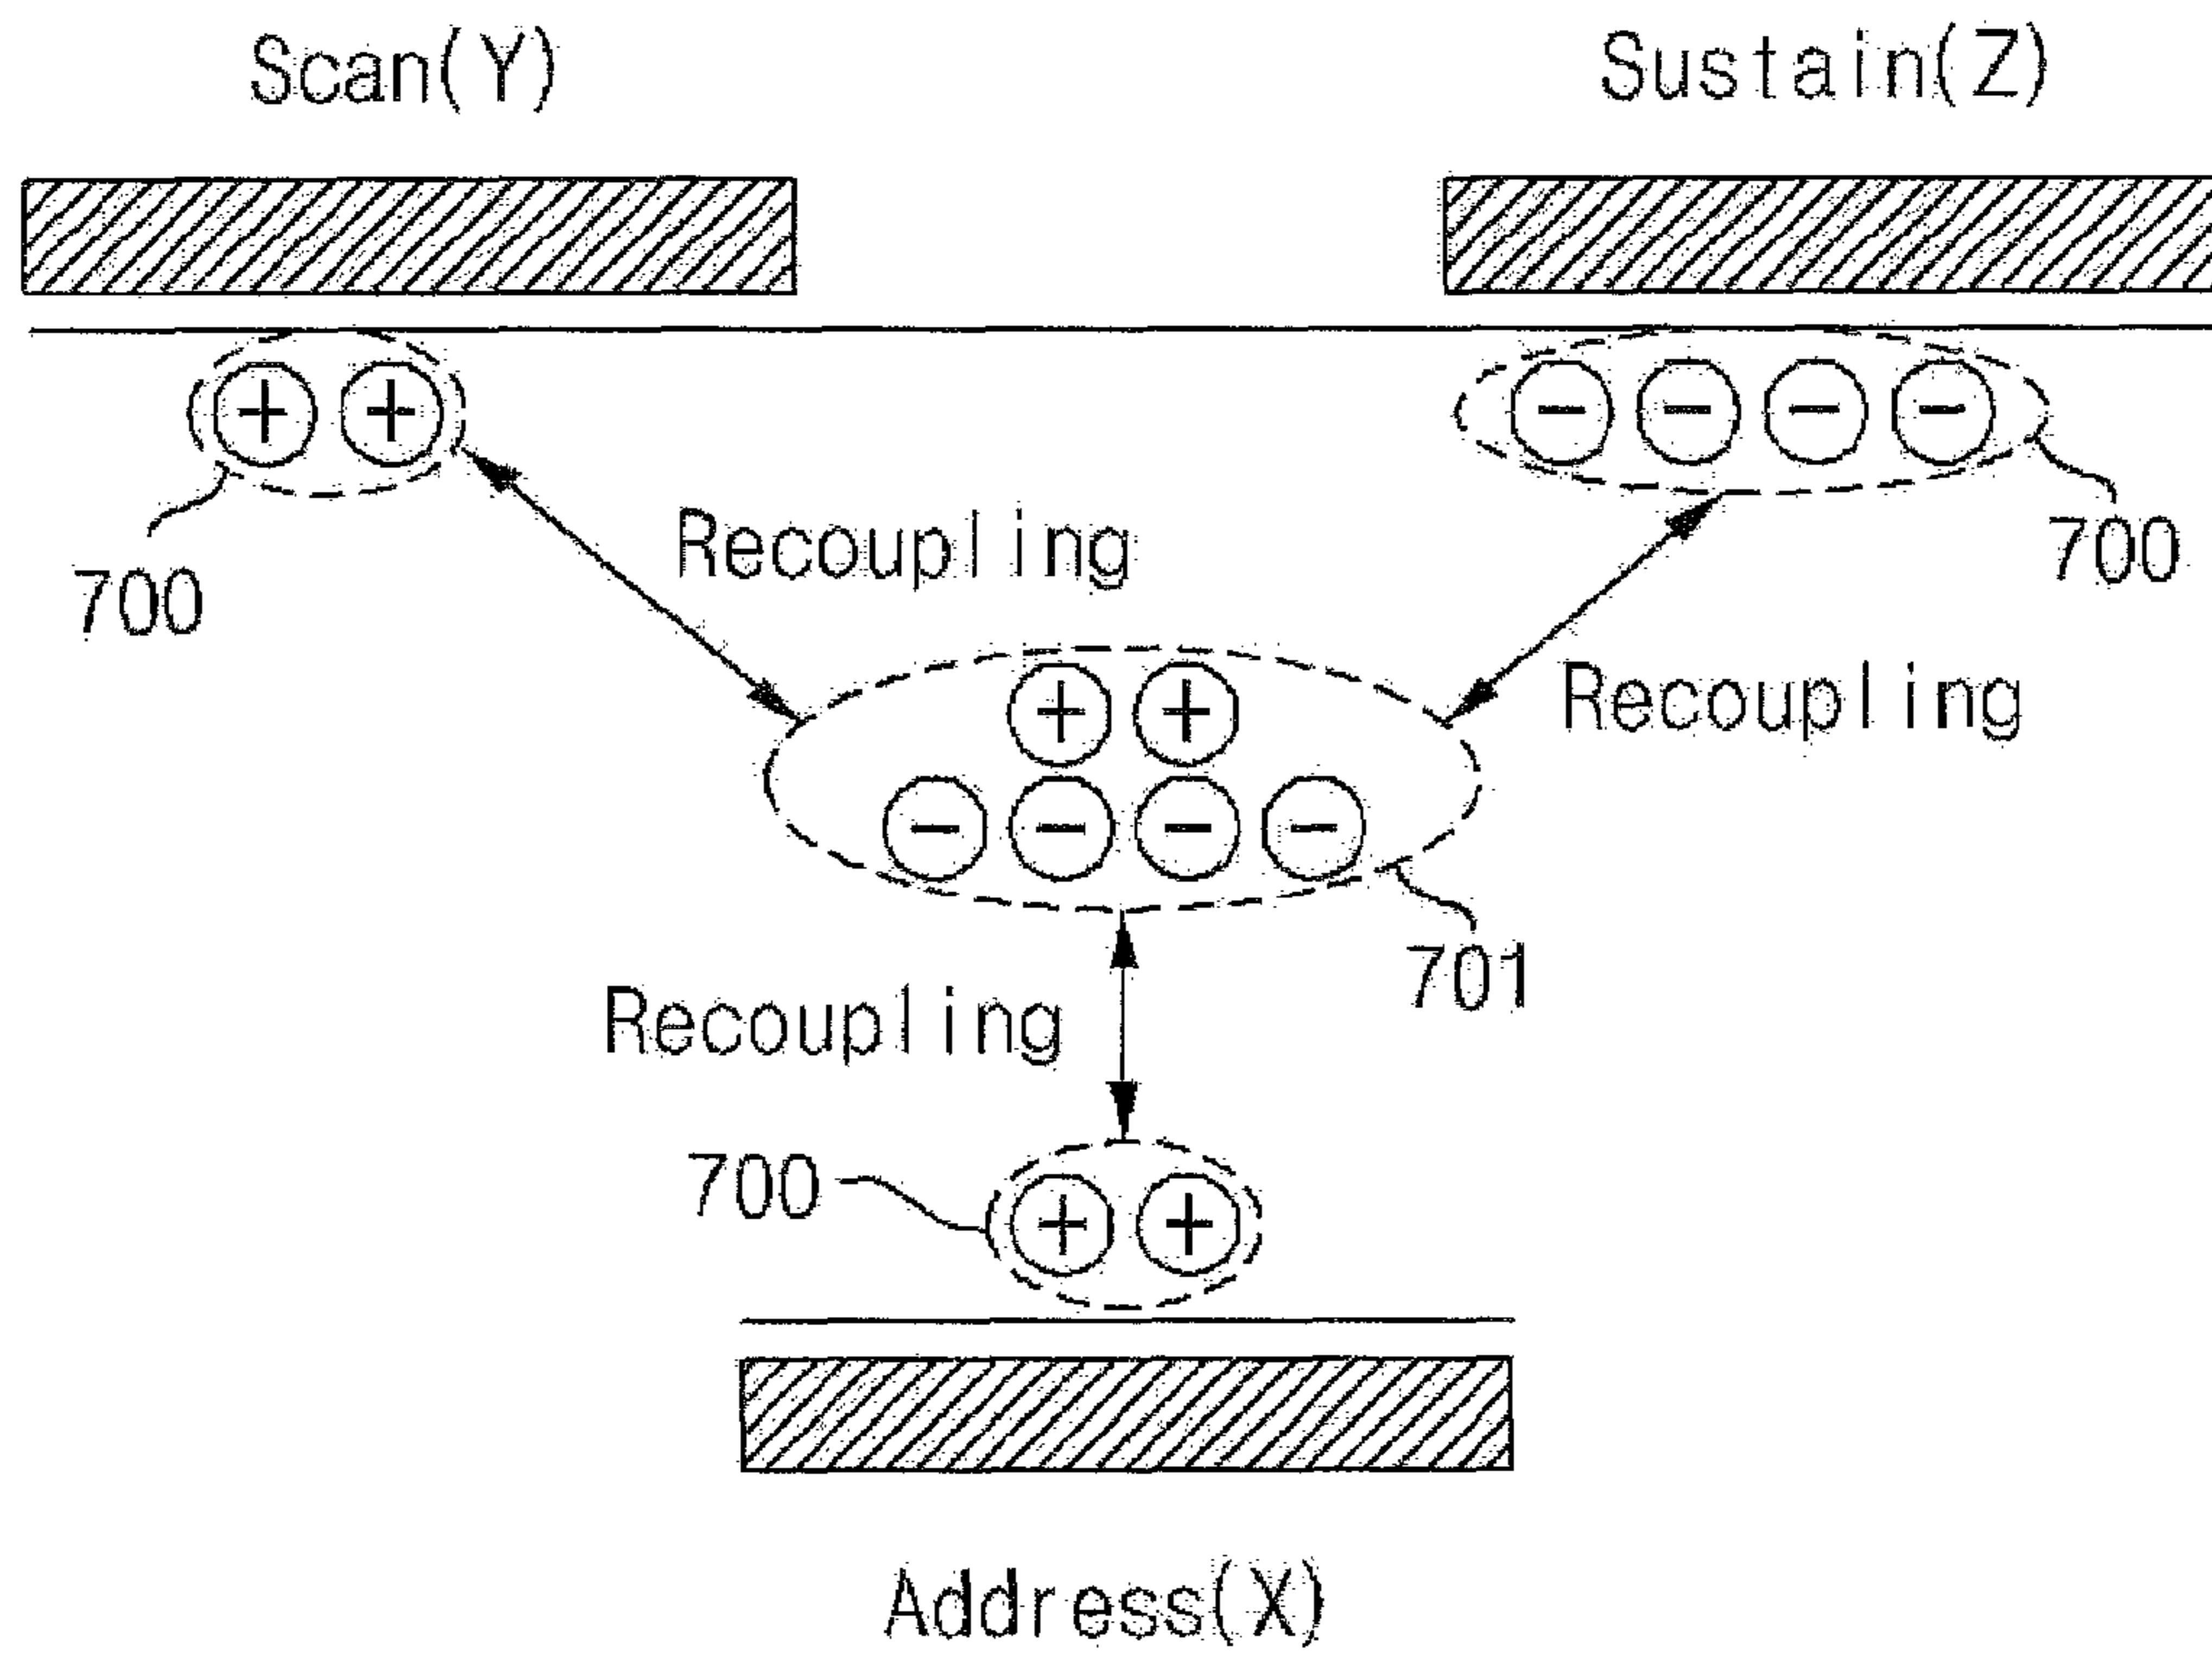 Scan(Y)
Sustain(Z)
+ +
- - - -
Recoupling
700
700
Recoupling
+ +
- - - -
701
Recoupling
700
+ +
Address(X)